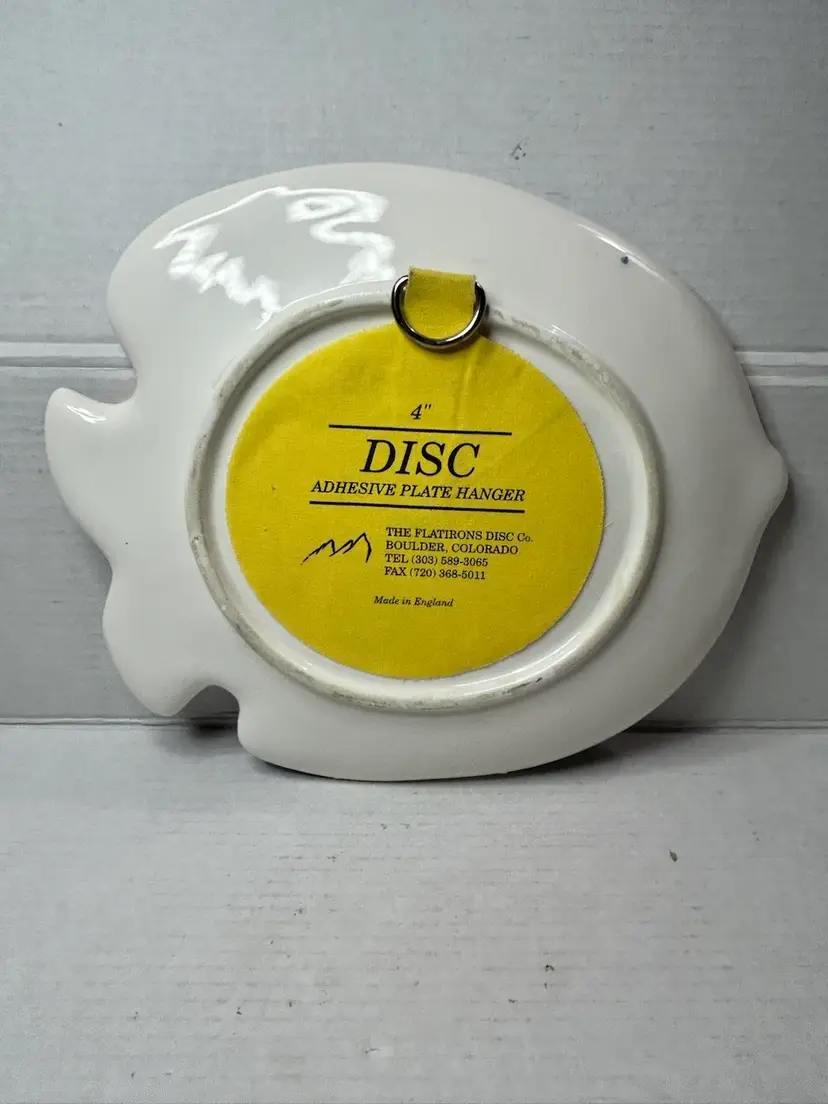 4"
DISC
ADHESIVE PLATE HANGER
THE FLATIRONS DISC Co.
BOULDER, COLORADO
TEL (303) 589-3065
FAX (720) 368-5011
Made in England